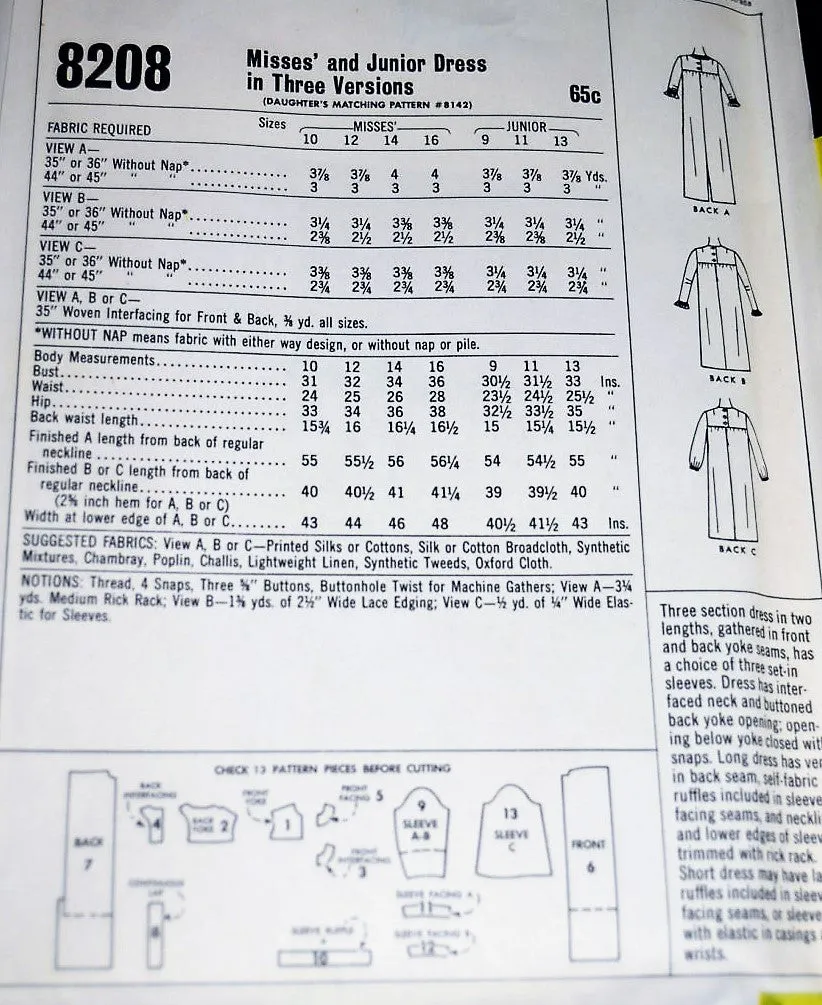 8208
Misses' and Junior Dress
in Three Versions
(DAUGHTER'S MATCHING PATTERN #8142)
65c
FABRIC REQUIRED Sizes MISSES' JUNIOR
10 12 14 16 9 11 13
VIEW A—
35" or 36" Without Nap*.............. 3⅞ 3⅞ 4 4 3⅞ 3⅞ 3⅞ Yds.
44" or 45" " " .............. 3 3 3 3 3 3 3 "
VIEW B—
35" or 36" Without Nap*.............. 3¼ 3¼ 3⅜ 3⅜ 3¼ 3¼ 3¼ "
44" or 45" " " .............. 2⅜ 2½ 2½ 2½ 2⅜ 2⅜ 2½ "
VIEW C—
35" or 36" Without Nap*.............. 3⅜ 3⅜ 3⅜ 3⅜ 3¼ 3¼ 3¼ "
44" or 45" " " .............. 2¾ 2¾ 2¾ 2¾ 2¾ 2¾ 2¾ "
VIEW A, B or C—
35" Woven Interfacing for Front & Back, ⅜ yd. all sizes.
*WITHOUT NAP means fabric with either way design, or without nap or pile.
Body Measurements.................. 10 12 14 16 9 11 13
Bust.................. 31 32 34 36 30½ 31½ 33 Ins.
Waist.................. 24 25 26 28 23½ 24½ 25½ "
Hip.................. 33 34 36 38 32½ 33½ 35 "
Back waist length.................. 15¾ 16 16¼ 16½ 15 15¼ 15½ "
Finished A length from back of regular
neckline .................. 55 55½ 56 56¼ 54 54½ 55 "
Finished B or C length from back of
regular neckline.................. 40 40½ 41 41¼ 39 39½ 40 "
(2⅝ inch hem for A, B or C)
Width at lower edge of A, B or C........ 43 44 46 48 40½ 41½ 43 Ins.
SUGGESTED FABRICS: View A, B or C—Printed Silks or Cottons, Silk or Cotton Broadcloth, Synthetic
Mixtures, Chambray, Poplin, Challis, Lightweight Linen, Synthetic Tweeds, Oxford Cloth.
NOTIONS: Thread, 4 Snaps, Three ⅝" Buttons, Buttonhole Twist for Machine Gathers; View A—3¼
yds. Medium Rick Rack; View B—1⅜ yds. of 2½" Wide Lace Edging; View C—½ yd. of ¼" Wide Elas-
tic for Sleeves.
BACK A
BACK B
BACK C
Three section dress in two
lengths, gathered in front
and back yoke seams, has
a choice of three set-in
sleeves. Dress has inter-
faced neck and buttoned
back yoke opening; open-
ing below yoke closed wit
snaps. Long dress has ver
in back seam, self-fabric
ruffles included in sleeve
facing seams, and neckli
and lower edges of sleev
trimmed with rick rack.
Short dress may have la
ruffles included in sleev
facing seams, or sleeve
with elastic in casings
wrists.
CHECK 13 PATTERN PIECES BEFORE CUTTING
BACK
7
BACK
INTERFACING
4
BACK
YOKE 2
FRONT
YOKE
1
FRONT
FACING 5
FRONT
INTERFACING
3
9
SLEEVE
A-B
13
SLEEVE
C
FRONT
6
CONTINUOUS
LAP
8
SLEEVE RUFFLE
10
SLEEVE FACING A
11
SLEEVE FACING B
12